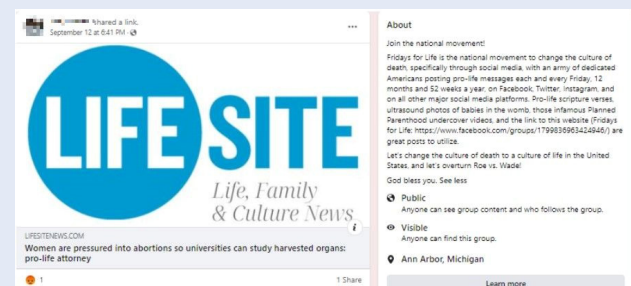 shared a link.
September 12 at 6:41 PM ·
LIFE SITE
Life, Family
& Culture News
LIFESITENEWS.COM
Women are pressured into abortions so universities can study harvested organs:
pro-life attorney
1
1 Share
About
Join the national movement!
Fridays for Life is the national movement to change the culture of
death, specifically through social media, with an army of dedicated
Americans posting pro-life messages each and every Friday, 12
months and 52 weeks a year, on Facebook, Twitter, Instagram, and
on all other major social media platforms. Pro-life scripture verses,
ultrasound photos of babies in the womb, those infamous Planned
Parenthood undercover videos, and the link to this website (Fridays
for Life: https://www.facebook.com/groups/1799836963424946/) are
great posts to utilize.
Let's change the culture of death to a culture of life in the United
States, and let's overturn Roe vs. Wade!
God bless you. See less
Public
Anyone can see group content and who follows the group.
Visible
Anyone can find this group.
Ann Arbor, Michigan
Learn more